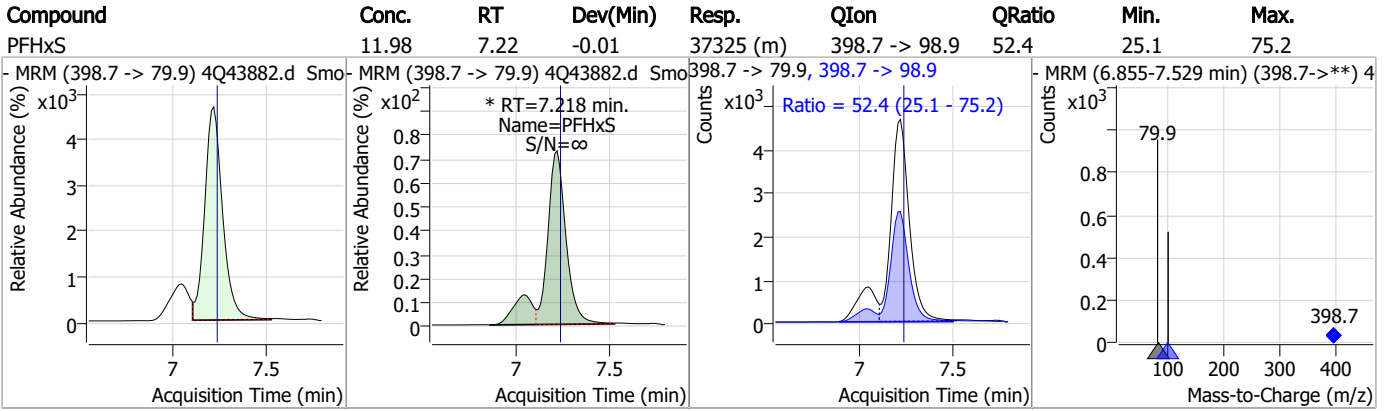 Compound Conc. RT Dev(Min) Resp. QIon QRatio Min. Max.
PFHxS 11.98 7.22 -0.01 37325 (m) 398.7 -> 98.9 52.4 25.1 75.2
- MRM (398.7 -> 79.9) 4Q43882.d Smo
x10³
Relative Abundance (%)
4
3
2
1
0
7 7.5
Acquisition Time (min)
- MRM (398.7 -> 79.9) 4Q43882.d Smo
x10²
* RT=7.218 min.
Name=PFHxS
S/N=∞
Relative Abundance (%)
0.8
0.7
0.6
0.5
0.4
0.3
0.2
0.1
0
7 7.5
Acquisition Time (min)
398.7 -> 79.9, 398.7 -> 98.9
x10³
Ratio = 52.4 (25.1 - 75.2)
Counts
4
3
2
1
0
7 7.5
Acquisition Time (min)
- MRM (6.855-7.529 min) (398.7->**) 4
x10³
Counts
79.9
0.8
0.6
0.4
0.2
398.7
0
100 200 300 400
Mass-to-Charge (m/z)